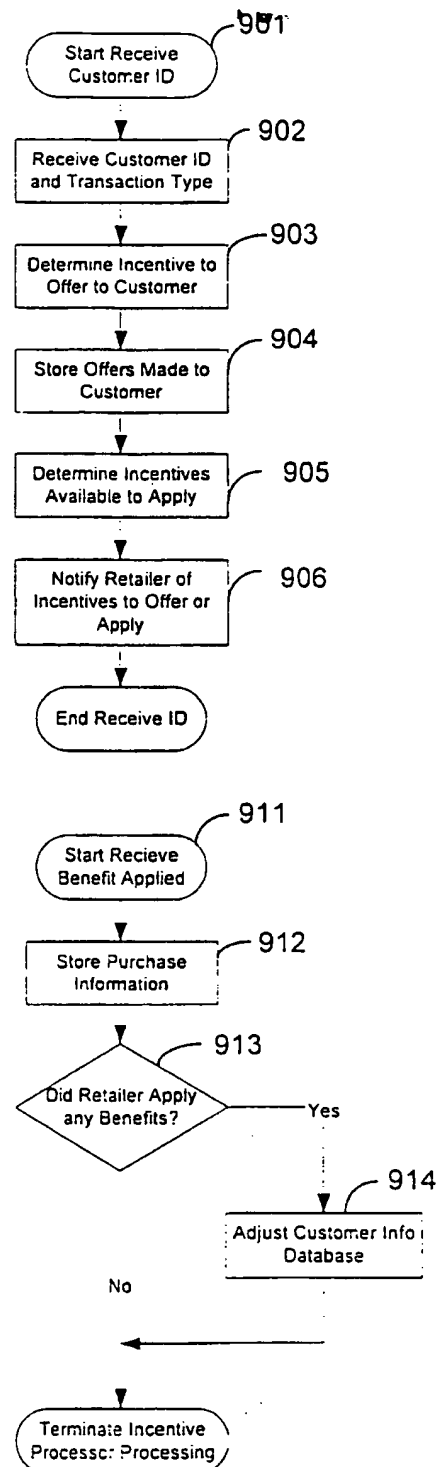 901
Start Receive
Customer ID
902
Receive Customer ID
and Transaction Type
903
Determine Incentive to
Offer to Customer
904
Store Offers Made to
Customer
905
Determine Incentives
Available to Apply
906
Notify Retailer of
Incentives to Offer or
Apply
End Receive ID
911
Start Recieve
Benefit Applied
912
Store Purchase
Information
913
Did Retailer Apply
any Benefits?
Yes
914
Adjust Customer Info
Database
No
Terminate Incentive
Processor Processing